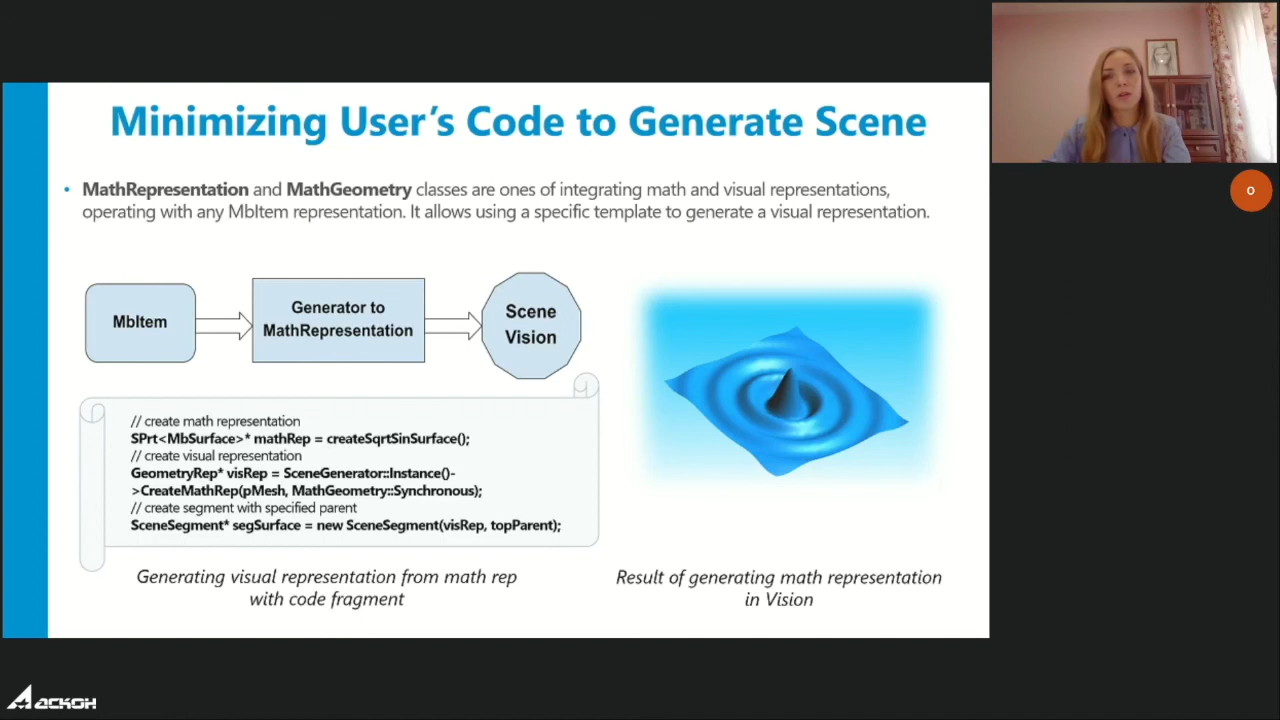 Minimizing User’s Code to Generate Scene
• MathRepresentation and MathGeometry classes are ones of integrating math and visual representations,
operating with any MbItem representation. It allows using a specific template to generate a visual representation.
MbItem
Generator to
MathRepresentation
Scene
Vision
// create math representation
SPrt<MbSurface>* mathRep = createSqrtSinSurface();
// create visual representation
GeometryRep* visRep = SceneGenerator::Instance()-
>CreateMathRep(pMesh, MathGeometry::Synchronous);
// create segment with specified parent
SceneSegment* segSurface = new SceneSegment(visRep, topParent);
Generating visual representation from math rep
with code fragment
Result of generating math representation
in Vision
O
АСКОН